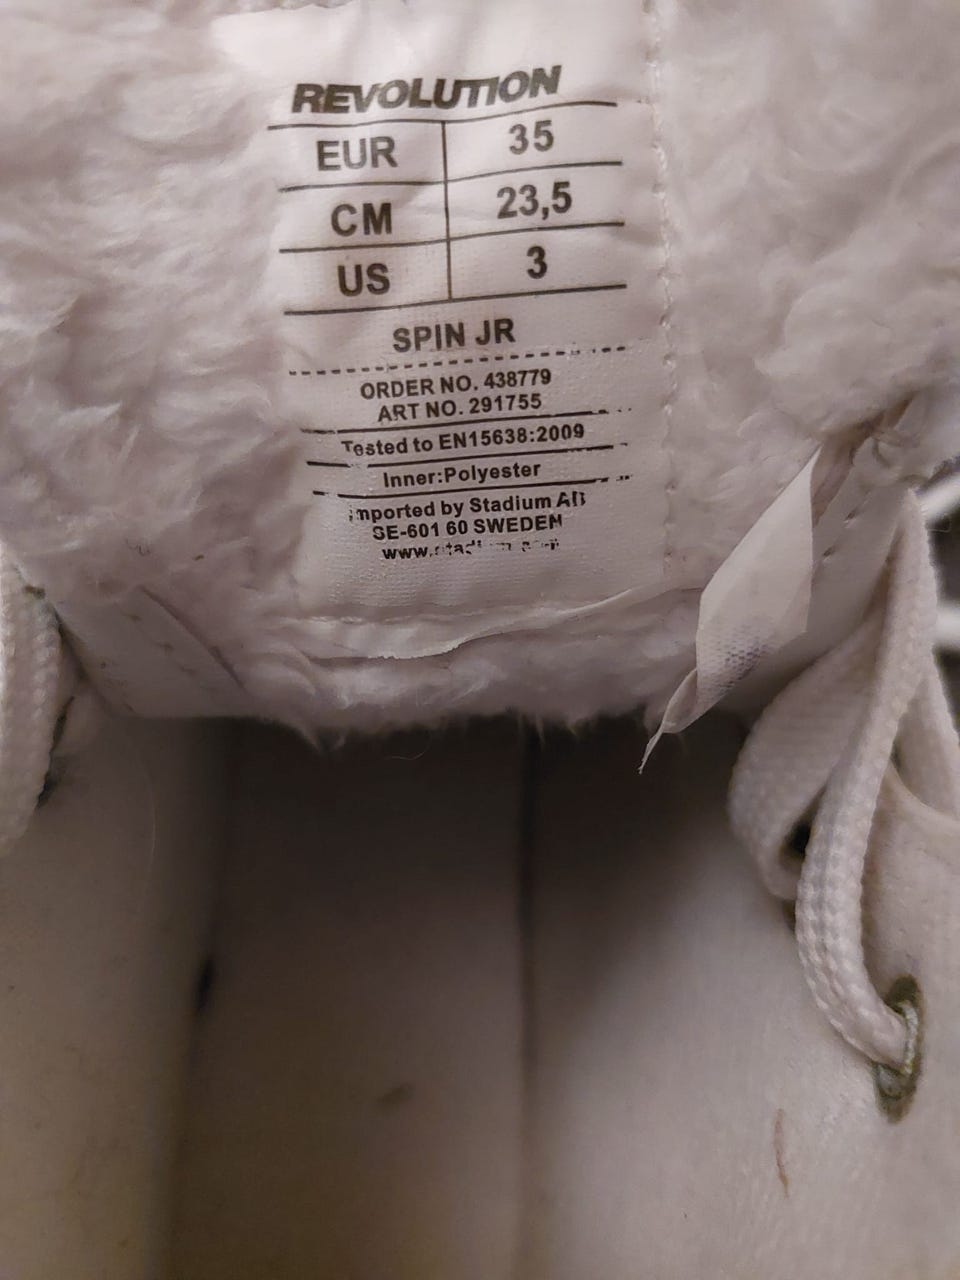 REVOLUTION
EUR 35
CM 23,5
US 3
SPIN JR
ORDER NO. 438779
ART NO. 291755
Tested to EN15638:2009
Inner:Polyester
imported by Stadium AB
SE-601 60 SWEDEN